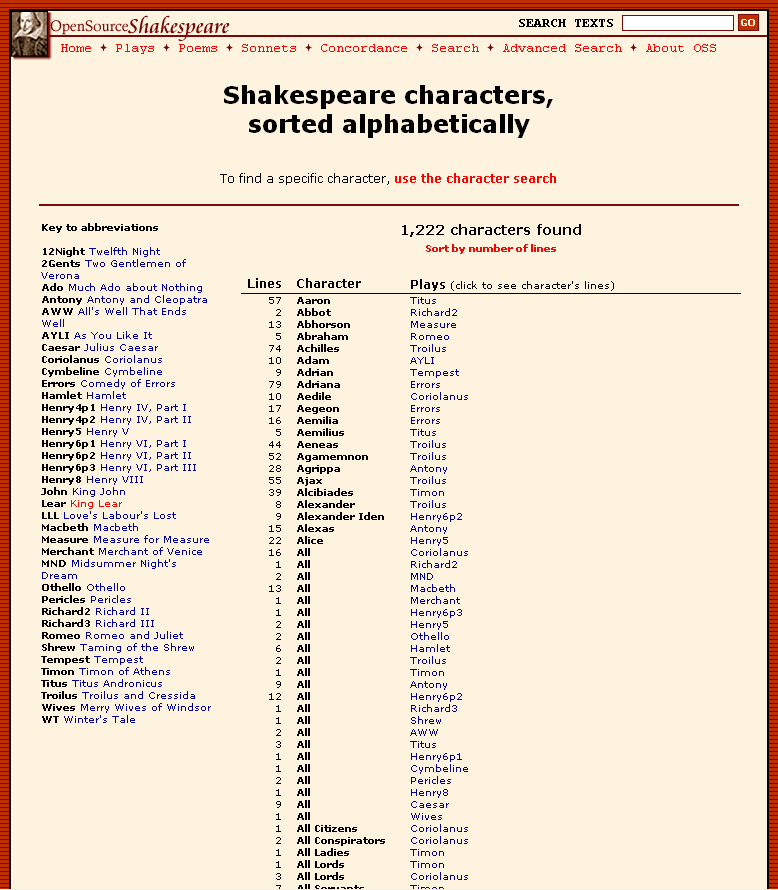 OpenSourceShakespeare SEARCH TEXTS GO
Home ✦ Plays ✦ Poems ✦ Sonnets ✦ Concordance ✦ Search ✦ Advanced Search ✦ About OSS
Shakespeare characters,
sorted alphabetically
To find a specific character, use the character search
Key to abbreviations
12Night Twelfth Night
2Gents Two Gentlemen of
Verona
Ado Much Ado about Nothing
Antony Antony and Cleopatra
AWW All's Well That Ends
Well
AYLI As You Like It
Caesar Julius Caesar
Coriolanus Coriolanus
Cymbeline Cymbeline
Errors Comedy of Errors
Hamlet Hamlet
Henry4p1 Henry IV, Part I
Henry4p2 Henry IV, Part II
Henry5 Henry V
Henry6p1 Henry VI, Part I
Henry6p2 Henry VI, Part II
Henry6p3 Henry VI, Part III
Henry8 Henry VIII
John King John
Lear King Lear
LLL Love's Labour's Lost
Macbeth Macbeth
Measure Measure for Measure
Merchant Merchant of Venice
MND Midsummer Night's
Dream
Othello Othello
Pericles Pericles
Richard2 Richard II
Richard3 Richard III
Romeo Romeo and Juliet
Shrew Taming of the Shrew
Tempest Tempest
Timon Timon of Athens
Titus Titus Andronicus
Troilus Troilus and Cressida
Wives Merry Wives of Windsor
WT Winter's Tale
1,222 characters found
Sort by number of lines
Lines Character Plays (click to see character's lines)
57 Aaron Titus
2 Abbot Richard2
13 Abhorson Measure
5 Abraham Romeo
74 Achilles Troilus
10 Adam AYLI
9 Adrian Tempest
79 Adriana Errors
10 Aedile Coriolanus
17 Aegeon Errors
16 Aemilia Errors
5 Aemilius Titus
44 Aeneas Troilus
52 Agamemnon Troilus
28 Agrippa Antony
55 Ajax Troilus
39 Alcibiades Timon
8 Alexander Troilus
9 Alexander Iden Henry6p2
15 Alexas Antony
22 Alice Henry5
16 All Coriolanus
1 All Richard2
2 All MND
13 All Macbeth
1 All Merchant
1 All Henry6p3
2 All Henry5
2 All Othello
6 All Hamlet
2 All Troilus
1 All Timon
9 All Antony
12 All Henry6p2
1 All Richard3
1 All Shrew
2 All AWW
3 All Titus
1 All Henry6p1
1 All Cymbeline
2 All Pericles
1 All Henry8
9 All Caesar
1 All Wives
1 All Citizens Coriolanus
2 All Conspirators Coriolanus
1 All Ladies Timon
1 All Lords Timon
3 All Lords Coriolanus
7 All Servants Timon